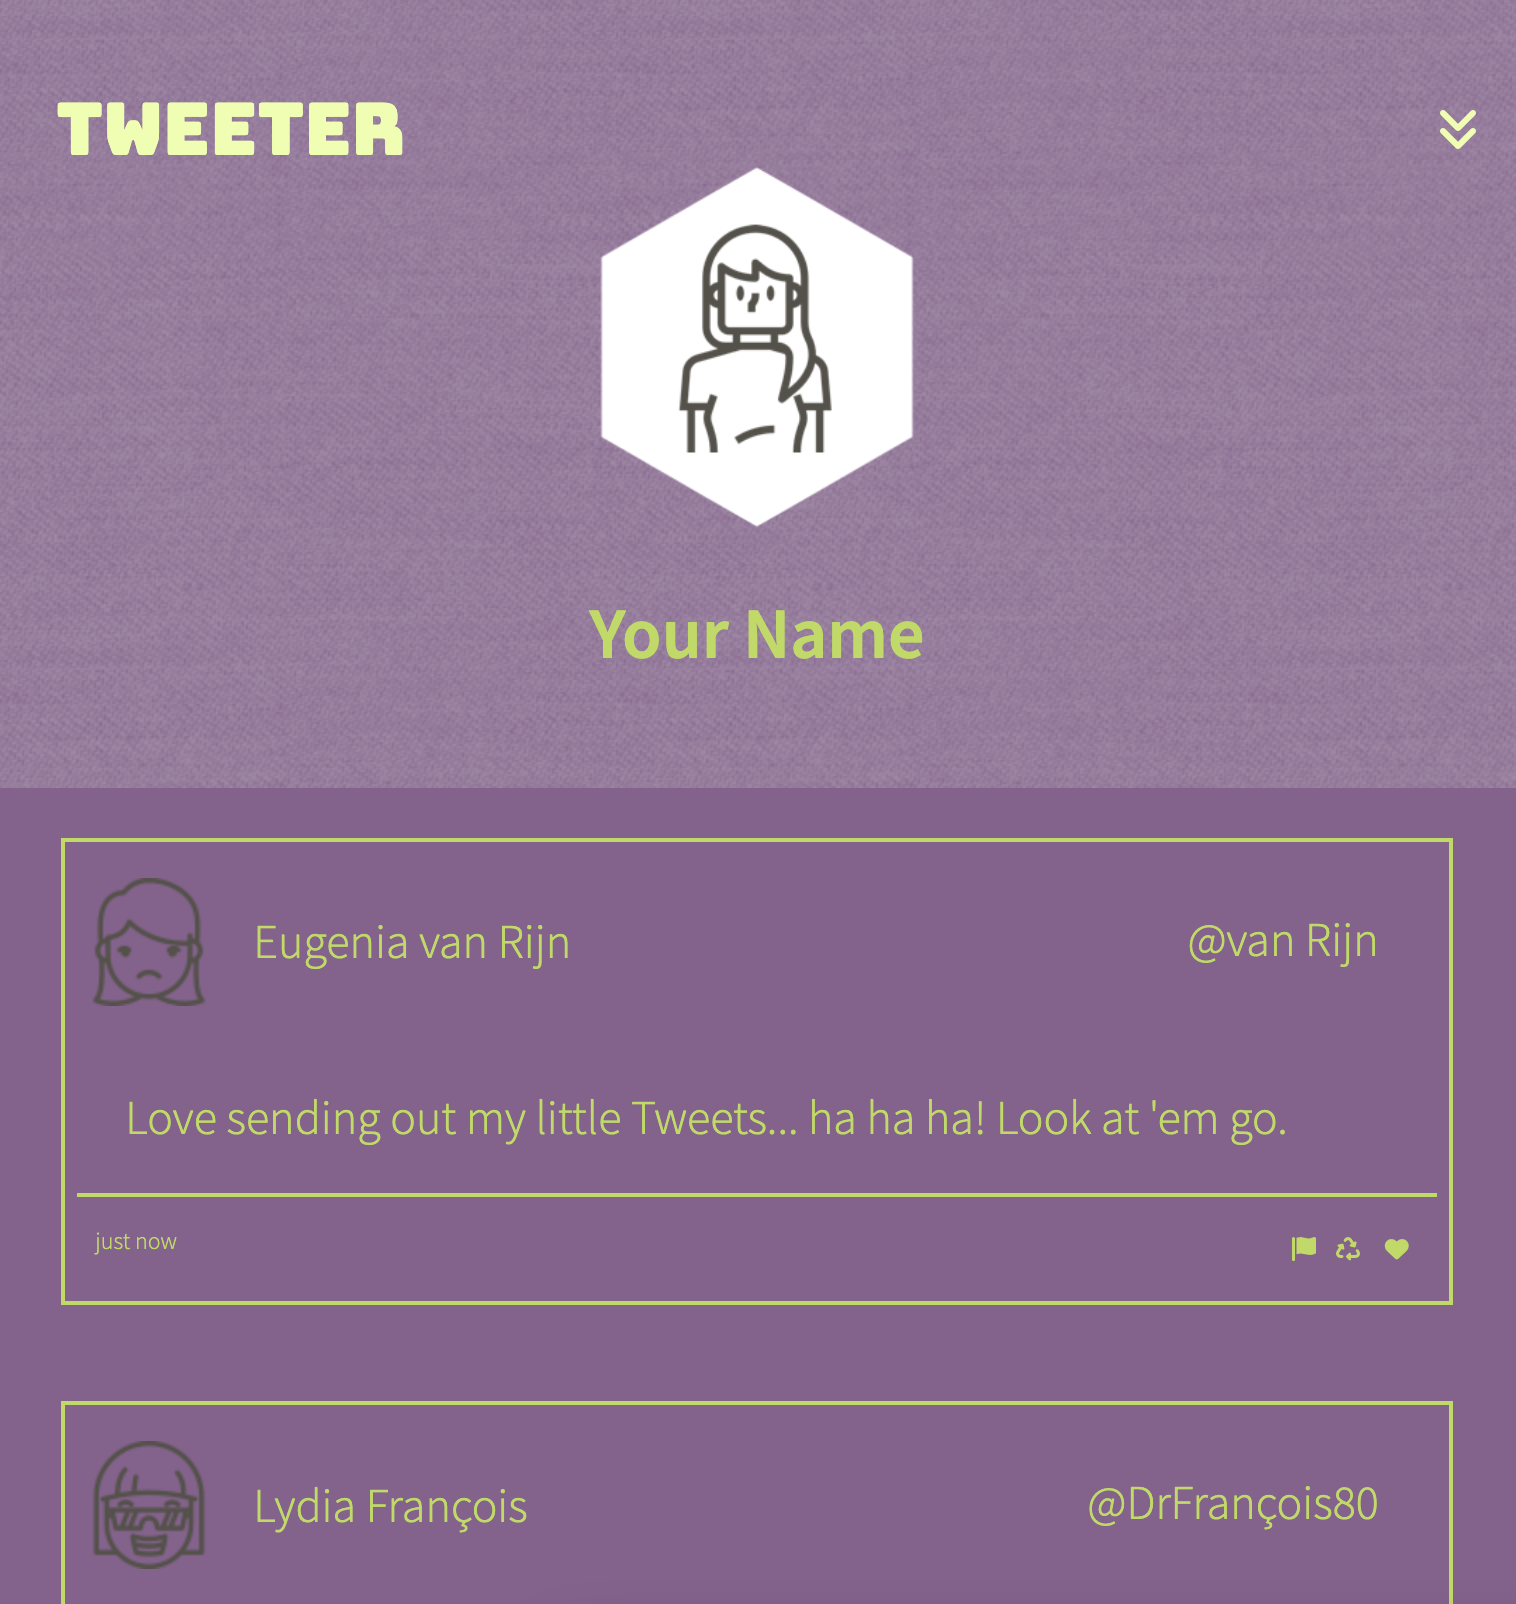 TWEETER
Your Name
Eugenia van Rijn
@van Rijn
Love sending out my little Tweets... ha ha ha! Look at 'em go.
just now
Lydia François
@DrFrançois80